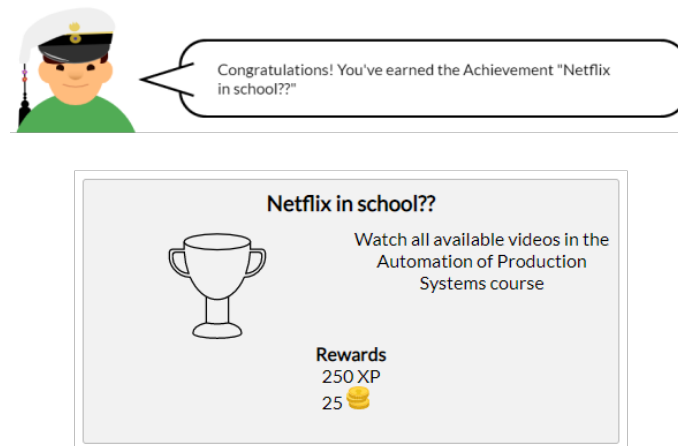 Congratulations! You've earned the Achievement "Netflix
in school??"
Netflix in school??
Watch all available videos in the
Automation of Production
Systems course
Rewards
250 XP
25